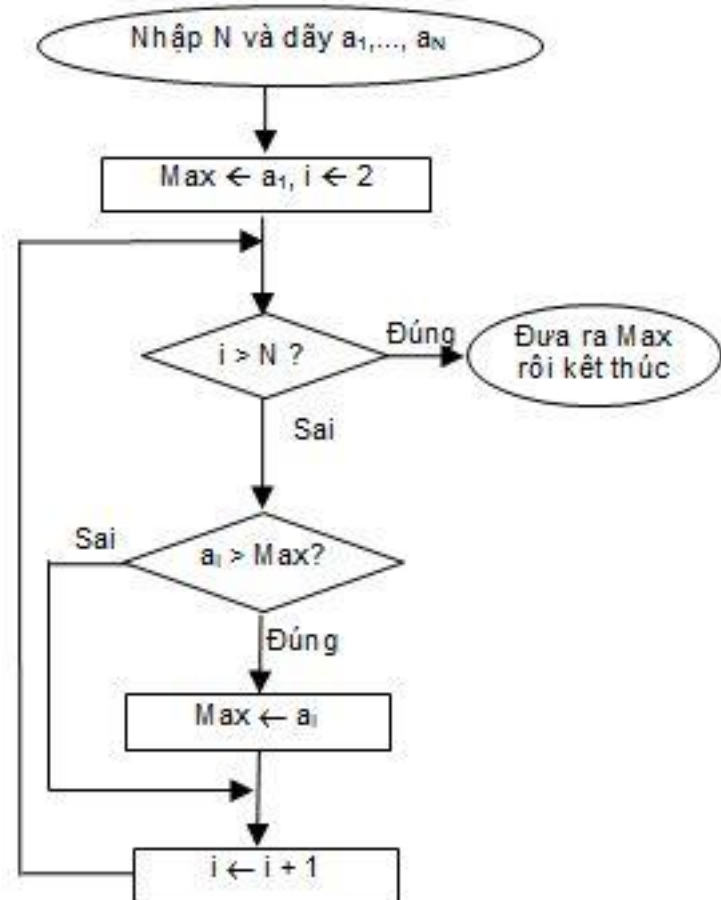 Nhập N và dãy a₁,..., aₙ
Max ← a₁, i ← 2
i > N ?
Đúng
Đưa ra Max
rồi kêt thúc
Sai
aᵢ > Max?
Sai
Đúng
Max ← aᵢ
i ← i + 1